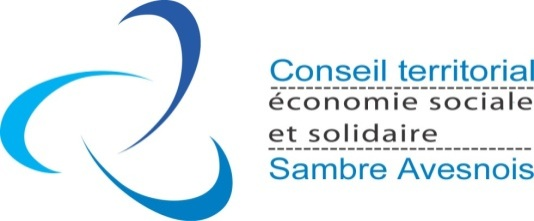 Conseil territorial
économie sociale
et solidaire
Sambre Avesnois